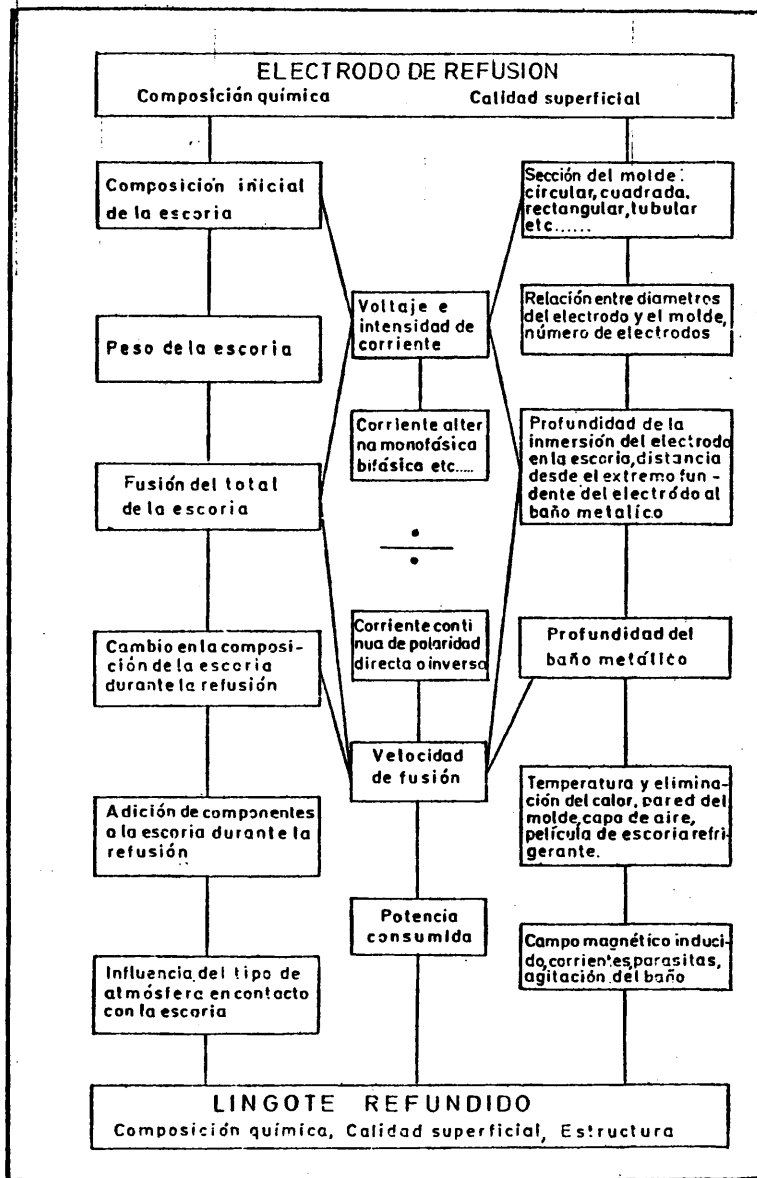 ELECTRODO DE REFUSION
Composición química
Calidad superficial
Composición inicial
de la escoria
Peso de la escoria
Fusión del total
de la escoria
Cambio en la composi-
ción de la escoria
durante la refusión
Adición de componentes
a la escoria durante la
refusión
Influencia del tipo de
atmósfera en contacto
con la escoria
Voltaje e
intensidad de
corriente
Corriente alter
na monofásica
bifásica etc.....
Corriente conti
nua de polaridad
directa o inversa
Velocidad
de fusión
Potencia
consumida
Sección del molde:
circular, cuadrada,
rectangular, tubular
etc......
Relación entre diametros
del electrodo y el molde,
número de electrodos
Profundidad de la
inmersión del electrodo
en la escoria, distancia
desde el extremo fun-
dente del electródo al
baño metalíco
Profundidad del
baño metálico
Temperatura y elimina-
ción del calor, pared del
molde, capa de aire,
película de escoria refri-
gerante.
Campo magnético induci-
do, corrientes, parasitas,
agitación del baño
LINGOTE REFUNDIDO
Composición química, Calidad superficial, Estructura